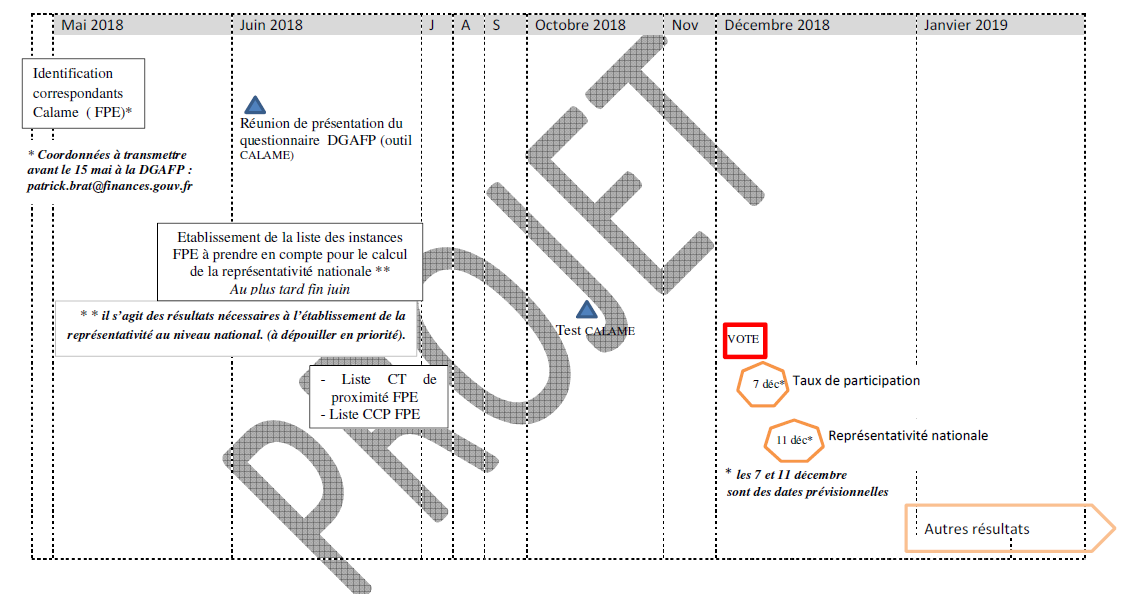 Mai 2018
Juin 2018
J
A
S
Octobre 2018
Nov
Décembre 2018
Janvier 2019
Identification
correspondants
Calame ( FPE)*
* Coordonnées à transmettre
avant le 15 mai à la DGAFP :
patrick.brat@finances.gouv.fr
Réunion de présentation du
questionnaire DGAFP (outil
CALAME)
Etablissement de la liste des instances
FPE à prendre en compte pour le calcul
de la représentativité nationale **
Au plus tard fin juin
* * il s’agit des résultats nécessaires à l’établissement de la
représentativité au niveau national. (à dépouiller en priorité).
- Liste CT de
proximité FPE
- Liste CCP FPE
Test CALAME
VOTE
7 déc*
Taux de participation
11 déc*
Représentativité nationale
* les 7 et 11 décembre
sont des dates prévisionnelles
Autres résultats
PROJET